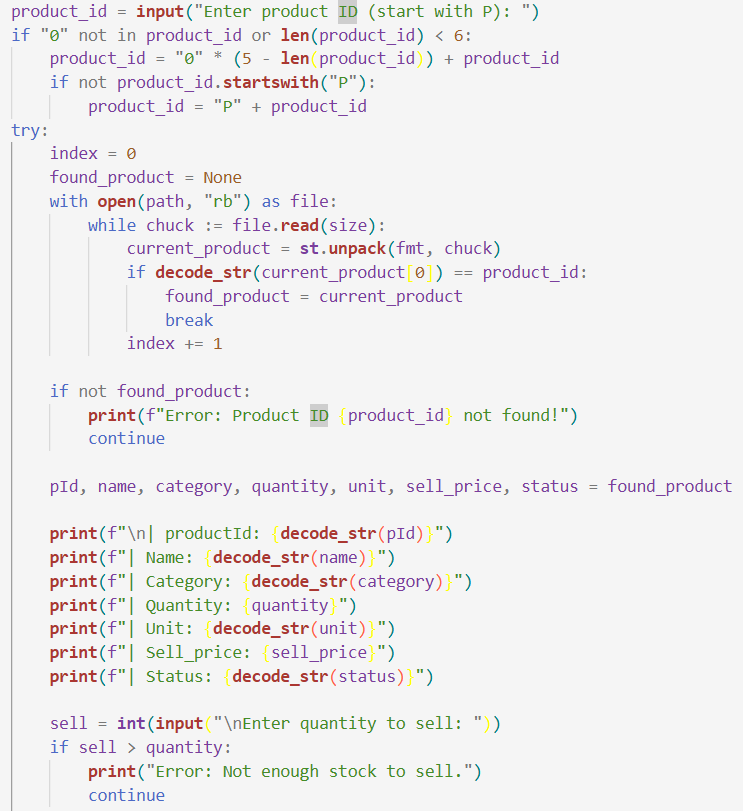 product_id = input("Enter product ID (start with P): ")
if "0" not in product_id or len(product_id) < 6:
    product_id = "0" * (5 - len(product_id)) + product_id
    if not product_id.startswith("P"):
        product_id = "P" + product_id
try:
    index = 0
    found_product = None
    with open(path, "rb") as file:
        while chuck := file.read(size):
            current_product = st.unpack(fmt, chuck)
            if decode_str(current_product[0]) == product_id:
                found_product = current_product
                break
            index += 1

    if not found_product:
        print(f"Error: Product ID {product_id} not found!")
        continue

    pId, name, category, quantity, unit, sell_price, status = found_product

    print(f"\n| productId: {decode_str(pId)}")
    print(f"| Name: {decode_str(name)}")
    print(f"| Category: {decode_str(category)}")
    print(f"| Quantity: {quantity}")
    print(f"| Unit: {decode_str(unit)}")
    print(f"| Sell_price: {sell_price}")
    print(f"| Status: {decode_str(status)}")

    sell = int(input("\nEnter quantity to sell: "))
    if sell > quantity:
        print("Error: Not enough stock to sell.")
        continue